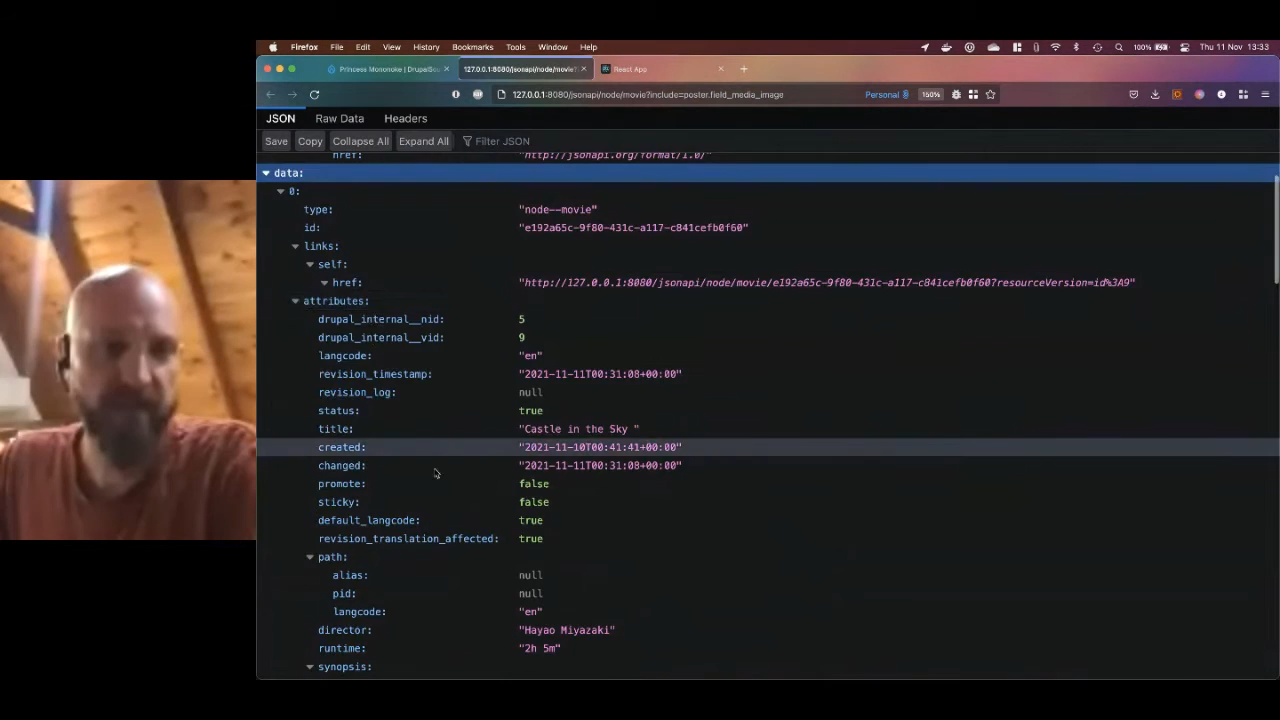 Firefox File Edit View History Bookmarks Tools Window Help 100% Thu 11 Nov 13:33
Princess Mononoke | DrupalSo 127.0.0.1:8080/jsonapi/node/movie? React App
127.0.0.1:8080/jsonapi/node/movie?include=poster.field_media_image Personal 150%
JSON Raw Data Headers
Save Copy Collapse All Expand All Filter JSON
href: "http://jsonapi.org/format/1.0/"
data:
0:
type: "node--movie"
id: "e192a65c-9f80-431c-a117-c841cefb0f60"
links:
self:
href: "http://127.0.0.1:8080/jsonapi/node/movie/e192a65c-9f80-431c-a117-c841cefb0f60?resourceVersion=id%3A9"
attributes:
drupal_internal__nid: 5
drupal_internal__vid: 9
langcode: "en"
revision_timestamp: "2021-11-11T00:31:08+00:00"
revision_log: null
status: true
title: "Castle in the Sky "
created: "2021-11-10T00:41:41+00:00"
changed: "2021-11-11T00:31:08+00:00"
promote: false
sticky: false
default_langcode: true
revision_translation_affected: true
path:
alias: null
pid: null
langcode: "en"
director: "Hayao Miyazaki"
runtime: "2h 5m"
synopsis: